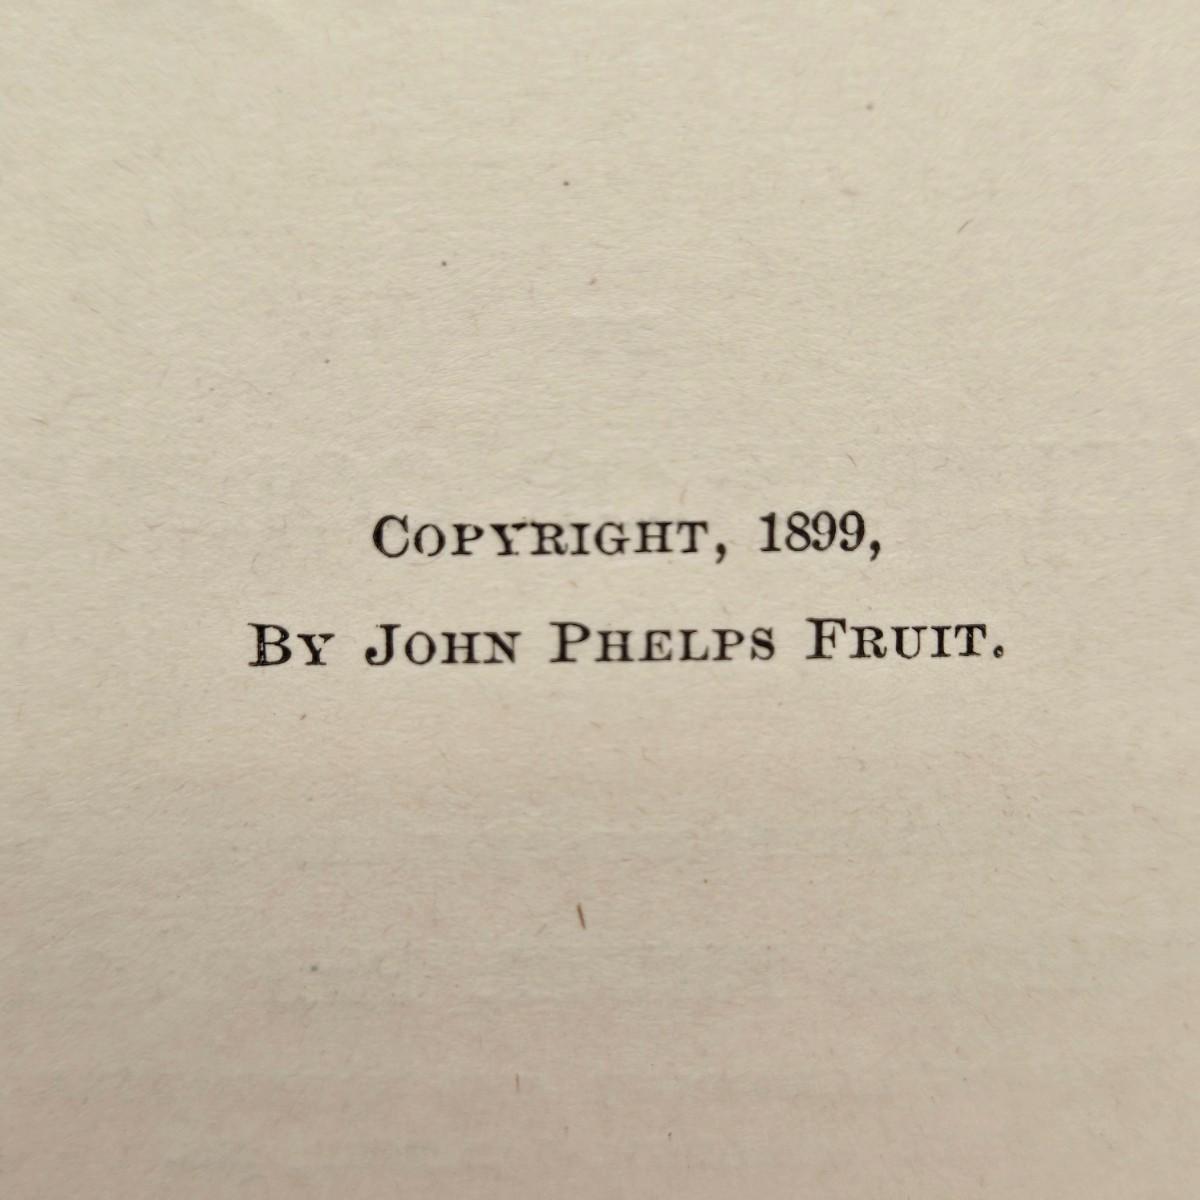 Copyright, 1899,
By John Phelps Fruit.